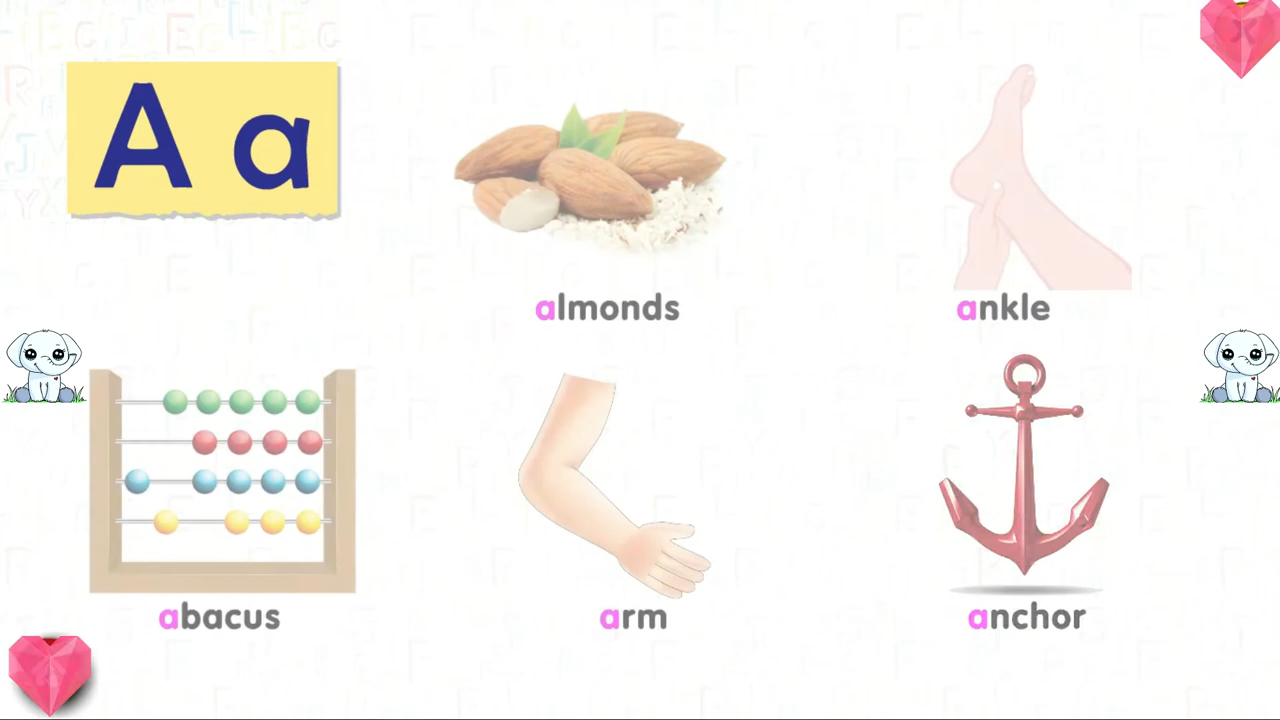 A a
almonds
ankle
abacus
arm
anchor